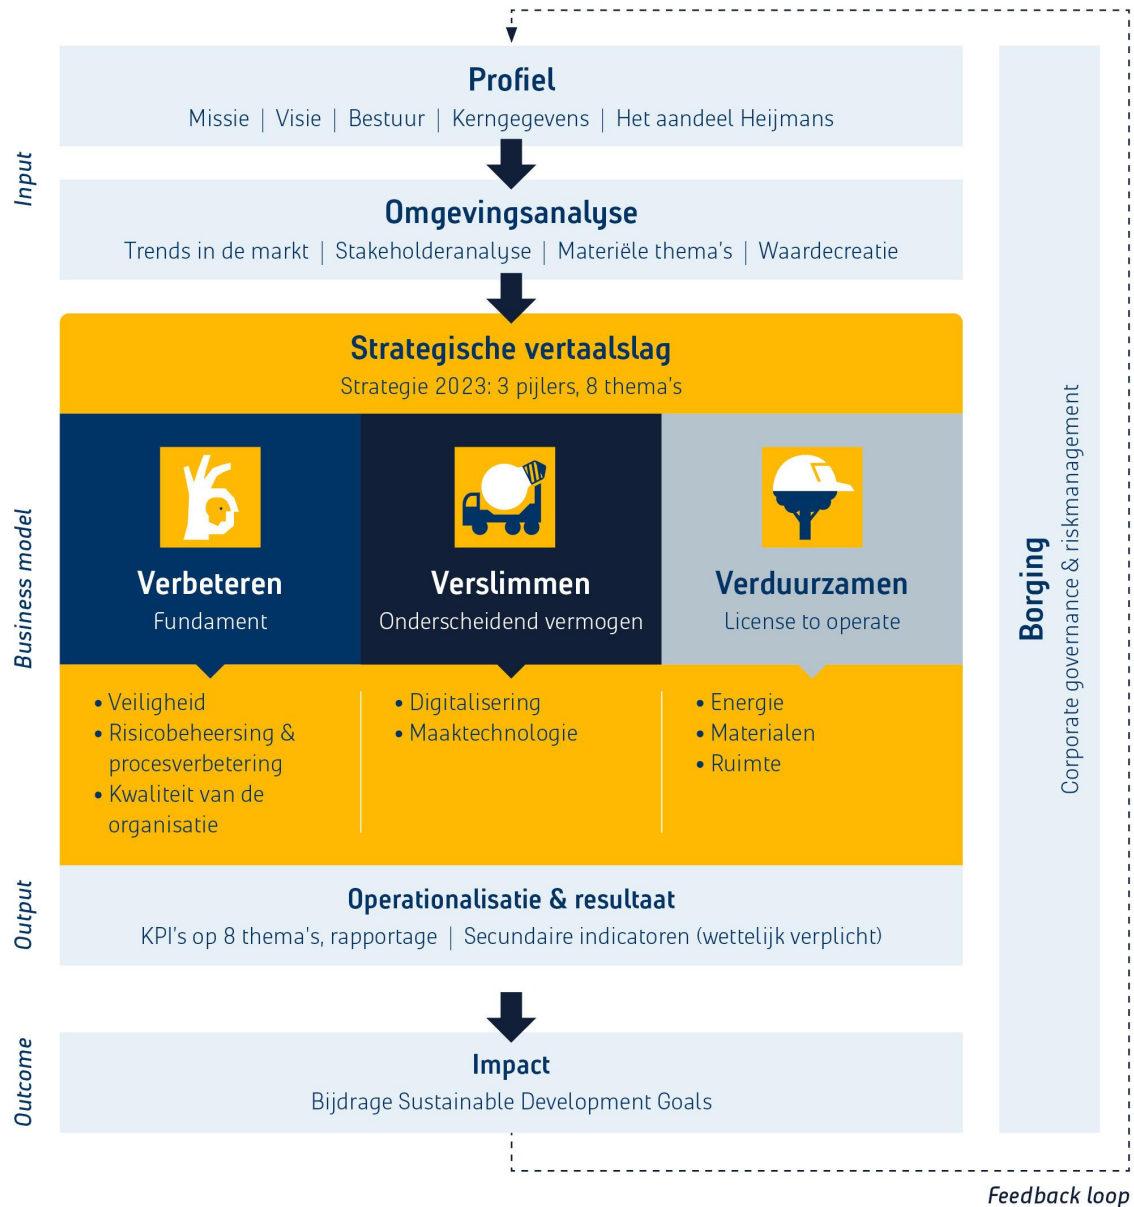 Profiel
Missie | Visie | Bestuur | Kerngegevens | Het aandeel Heijmans
Input
Omgevingsanalyse
Trends in de markt | Stakeholderanalyse | Materiële thema's | Waardecreatie
Strategische vertaalslag
Strategie 2023: 3 pijlers, 8 thema's
Business model
Verbeteren
Fundament
Verslimmen
Onderscheidend vermogen
Verduurzamen
License to operate
• Veiligheid
• Risicobeheersing &
procesverbetering
• Kwaliteit van de
organisatie
• Digitalisering
• Maaktechnologie
• Energie
• Materialen
• Ruimte
Output
Operationalisatie & resultaat
KPI's op 8 thema's, rapportage | Secundaire indicatoren (wettelijk verplicht)
Outcome
Impact
Bijdrage Sustainable Development Goals
Borging
Corporate governance & riskmanagement
Feedback loop